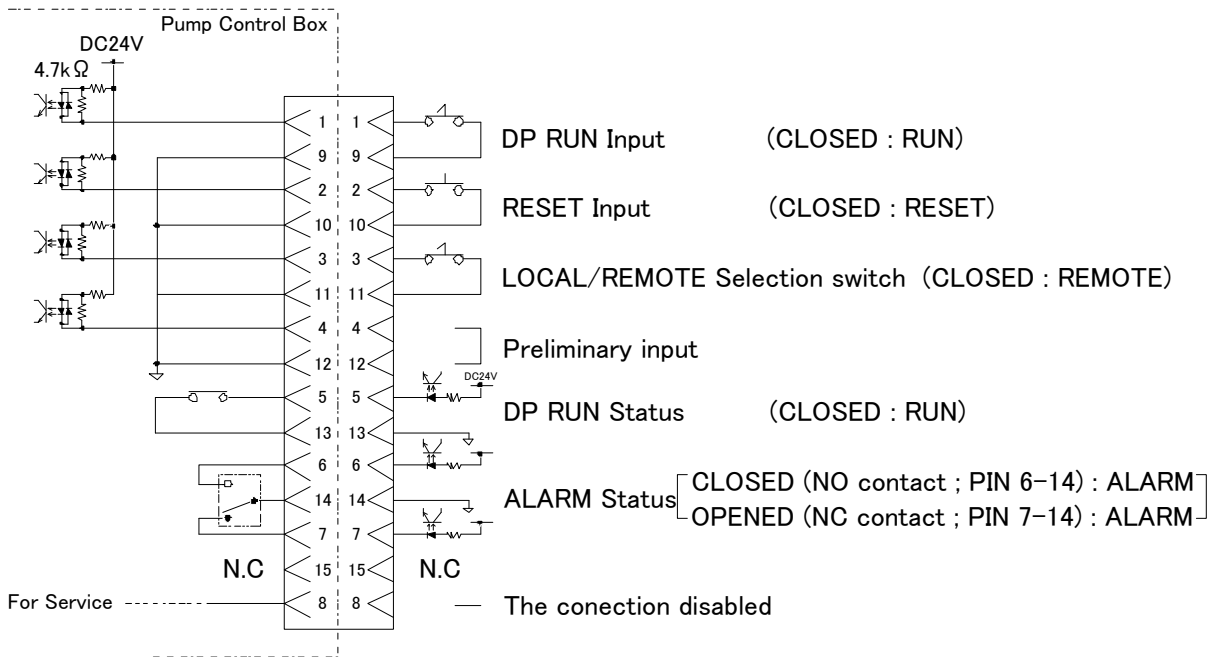 Pump Control Box
DC24V
4.7kΩ
1 1
DP RUN Input (CLOSED : RUN)
9 9
2 2
RESET Input (CLOSED : RESET)
10 10
3 3
LOCAL/REMOTE Selection switch (CLOSED : REMOTE)
11 11
4 4
Preliminary input
12 12
DC24V
5 5
DP RUN Status (CLOSED : RUN)
13 13
6 6
CLOSED (NO contact ; PIN 6-14) : ALARM
14 14
ALARM Status
OPENED (NC contact ; PIN 7-14) : ALARM
7 7
N.C 15 15 N.C
For Service 8 8 The conection disabled